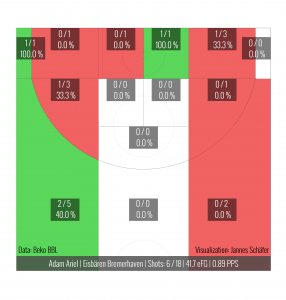 1 / 1
100.0 %
0 / 1
0.0 %
0 / 1
0.0 %
1 / 1
100.0 %
1 / 3
33.3 %
0 / 0
0.0 %
1 / 3
33.3 %
0 / 0
0.0 %
0 / 0
0.0 %
0 / 1
0.0 %
0 / 0
0.0 %
2 / 5
40.0 %
0 / 0
0.0 %
0 / 2
0.0 %
Data: Beko BBL
Visualization: Jannes Schäfer
Adam Ariel | Eisbären Bremerhaven | Shots: 6 / 18 | 41.7 eFG | 0.89 PPS